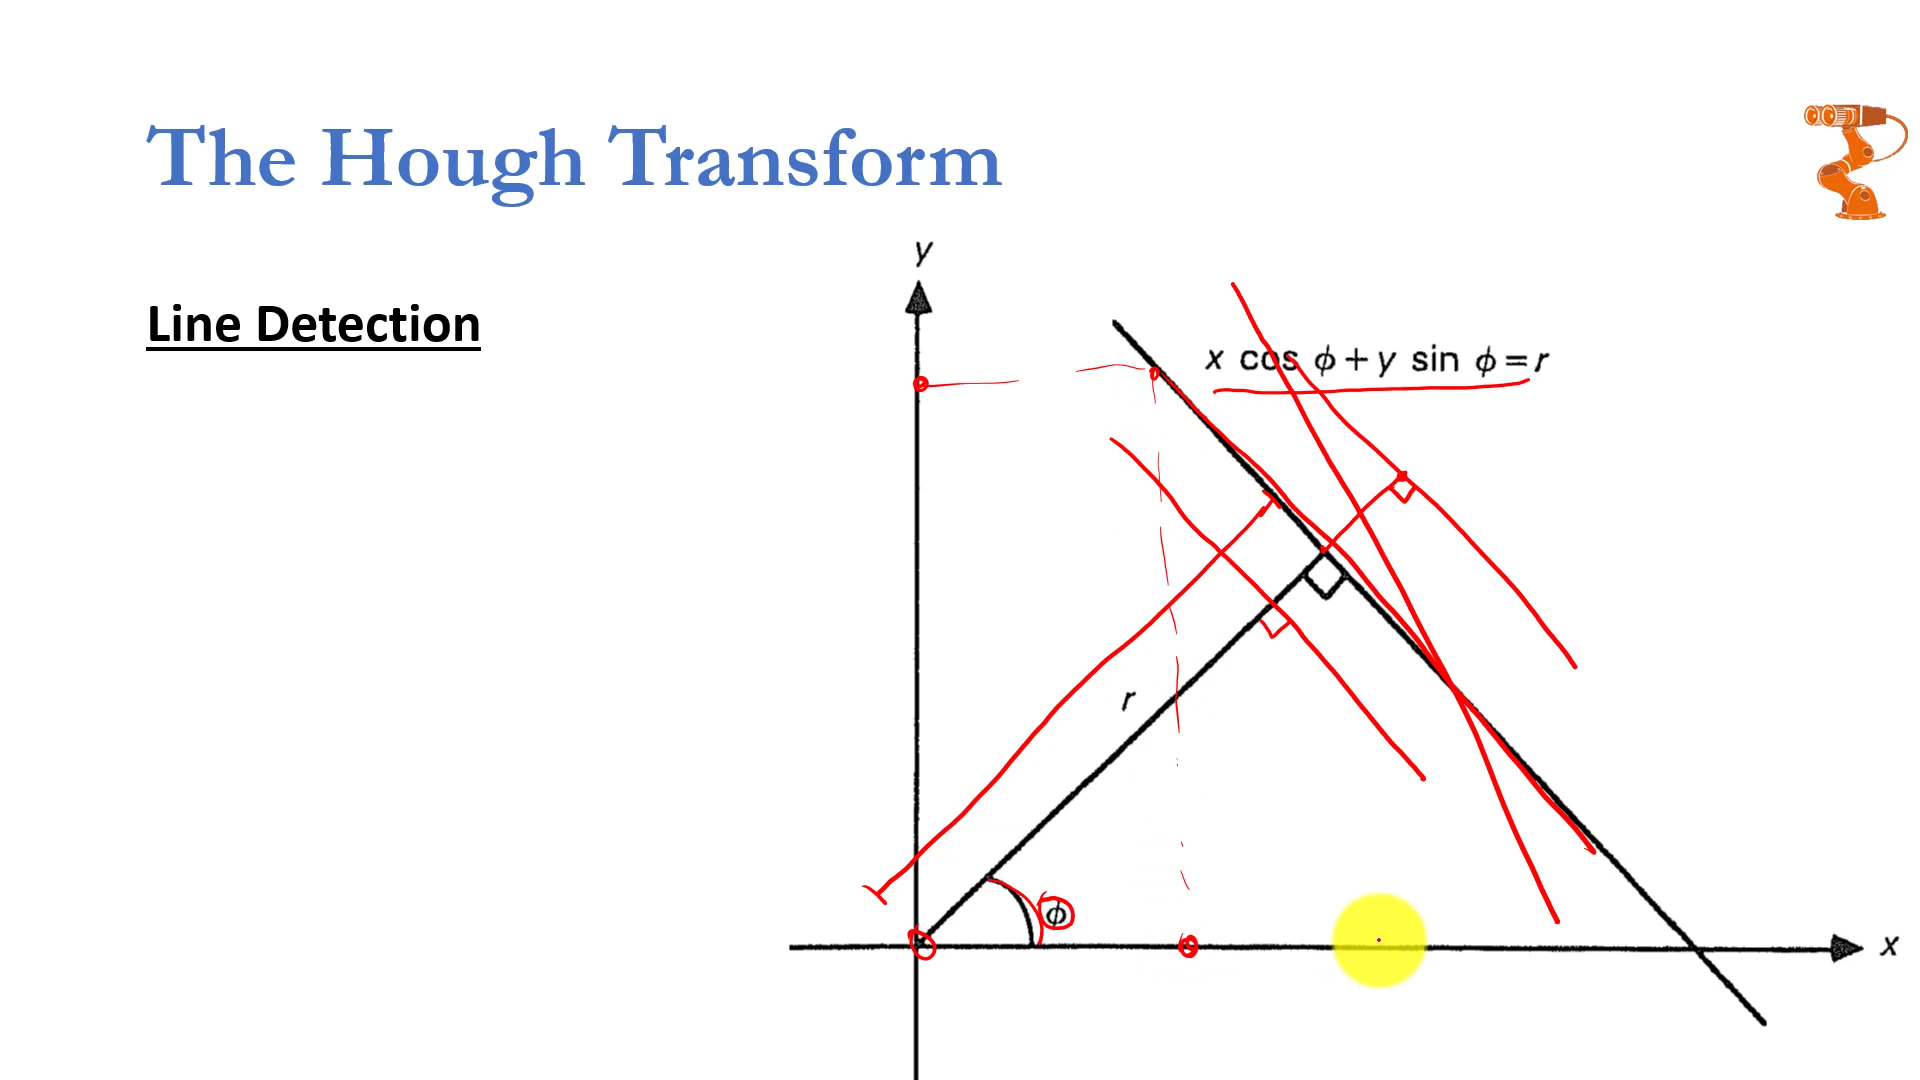 The Hough Transform
y
Line Detection
x cos ϕ + y sin ϕ = r
r
ϕ
x